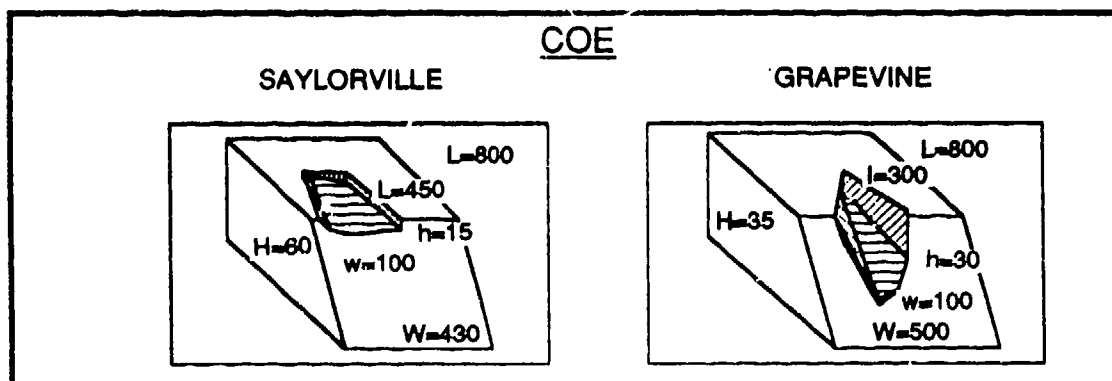 COE
SAYLORVILLE
GRAPEVINE
L=800
L=450
h=15
H=60
w=100
W=430
L=800
l=300
H=35
h=30
w=100
W=500